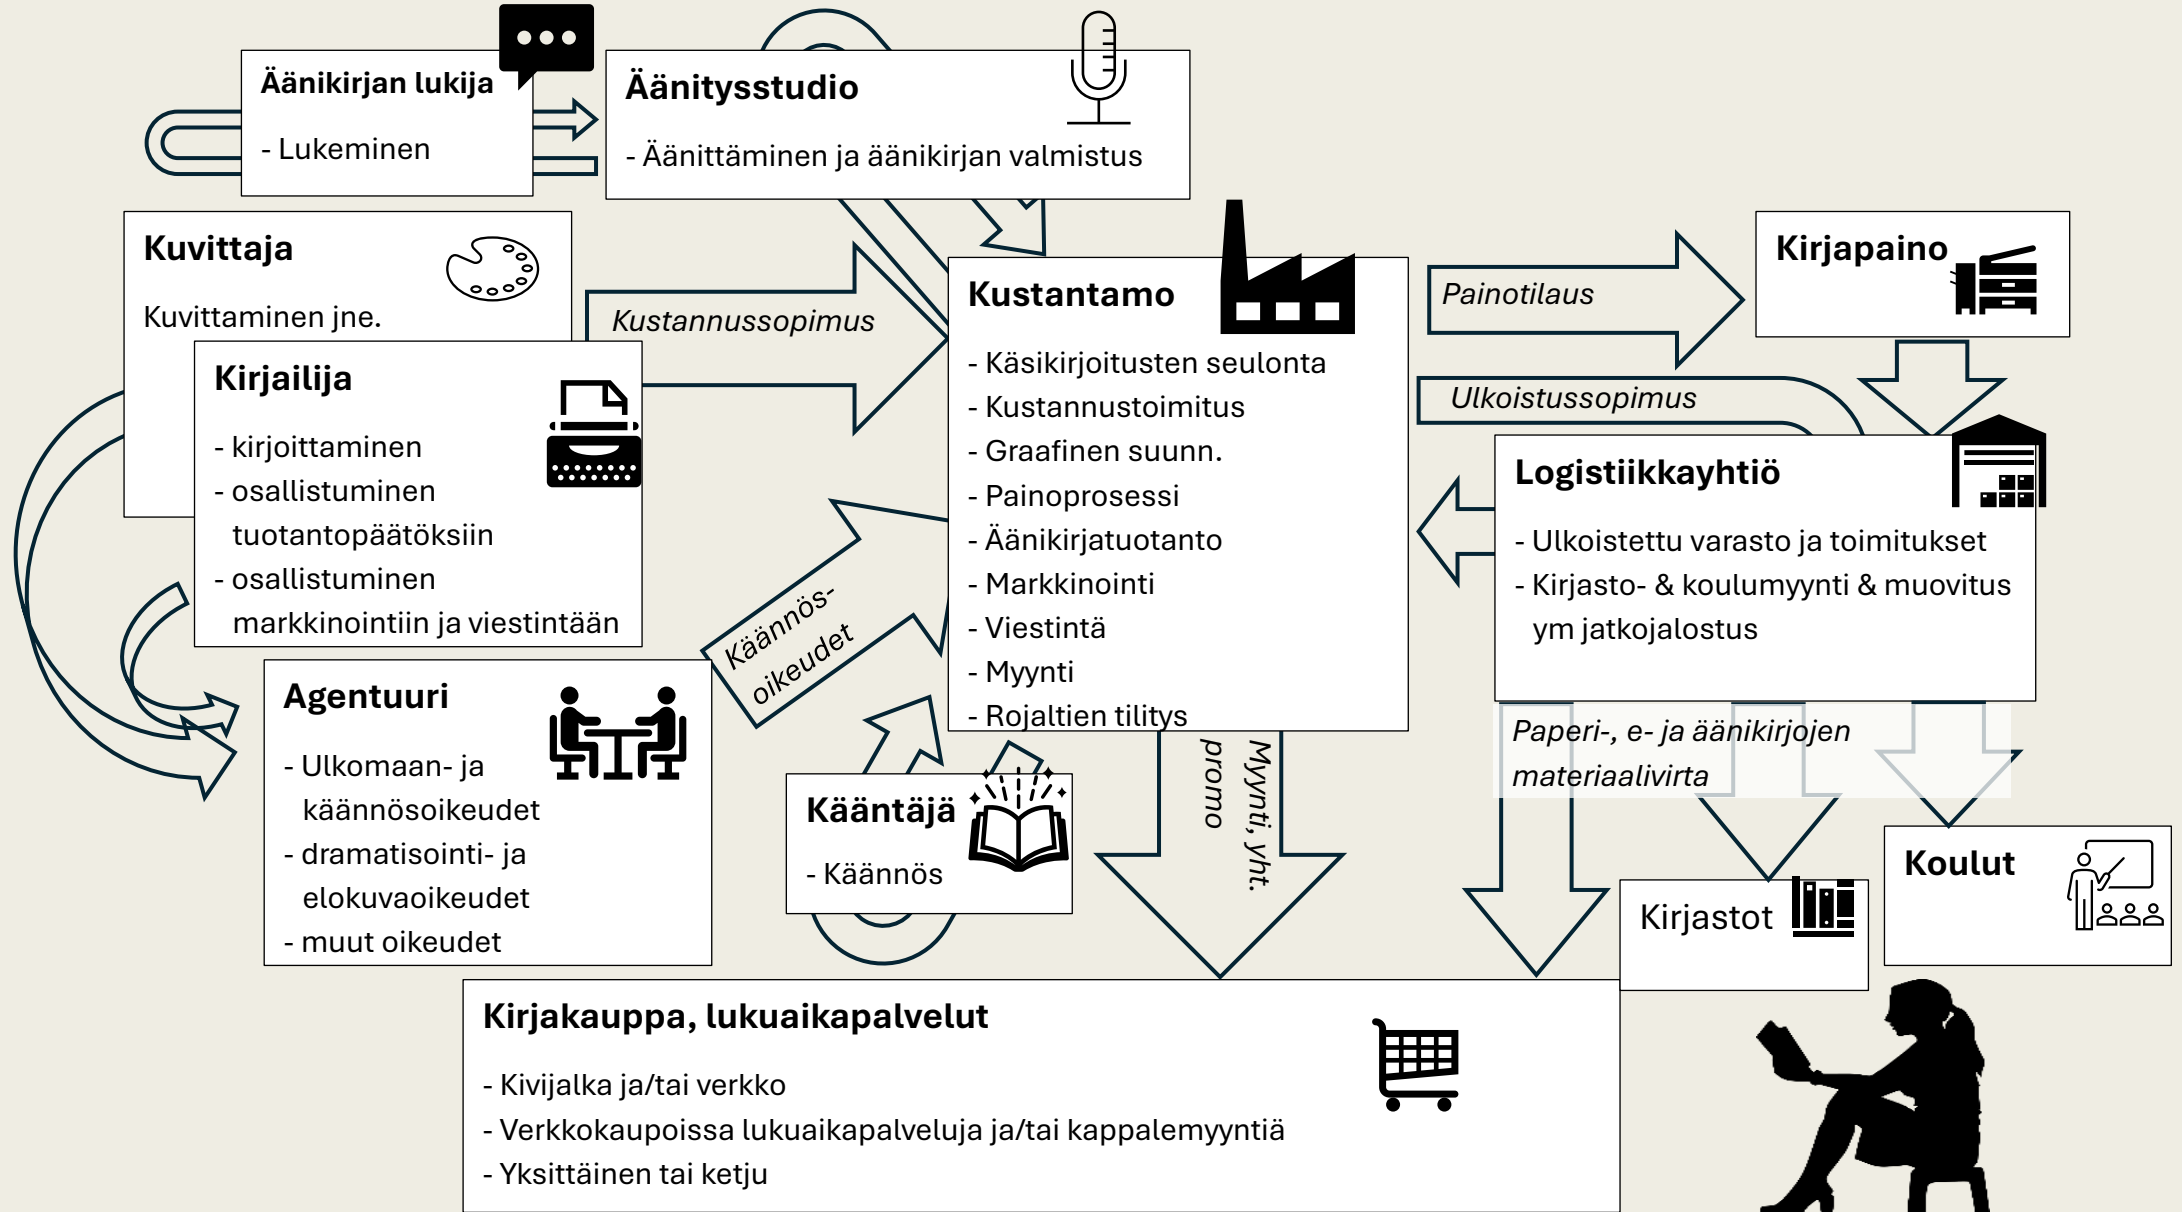 Äänikirjan lukija
- Lukeminen
Äänitysstudio
- Äänittäminen ja äänikirjan valmistus
Kuvittaja
Kuvittaminen jne.
Kirjailija
- kirjoittaminen
- osallistuminen
tuotantopäätöksiin
- osallistuminen
markkinointiin ja viestintään
Kustannussopimus
Agentuuri
- Ulkomaan- ja
käännösoikeudet
- dramatisointi- ja
elokuvaoikeudet
- muut oikeudet
Käännös-
oikeudet
Kääntäjä
- Käännös
Kustantamo
- Käsikirjoitusten seulonta
- Kustannustoimitus
- Graafinen suunn.
- Painoprosessi
- Äänikirjatuotanto
- Markkinointi
- Viestintä
- Myynti
- Rojaltien tilitys
Myynti, yht.
promo
Painotilaus
Kirjapaino
Ulkoistussopimus
Logistiikkayhtiö
- Ulkoistettu varasto ja toimitukset
- Kirjasto- & koulumyynti & muovitus
ym jatkojalostus
Paperi-, e- ja äänikirjojen
materiaalivirta
Kirjastot
Koulut
Kirjakauppa, lukuaikapalvelut
- Kivijalka ja/tai verkko
- Verkkokaupoissa lukuaikapalveluja ja/tai kappalemyyntiä
- Yksittäinen tai ketju